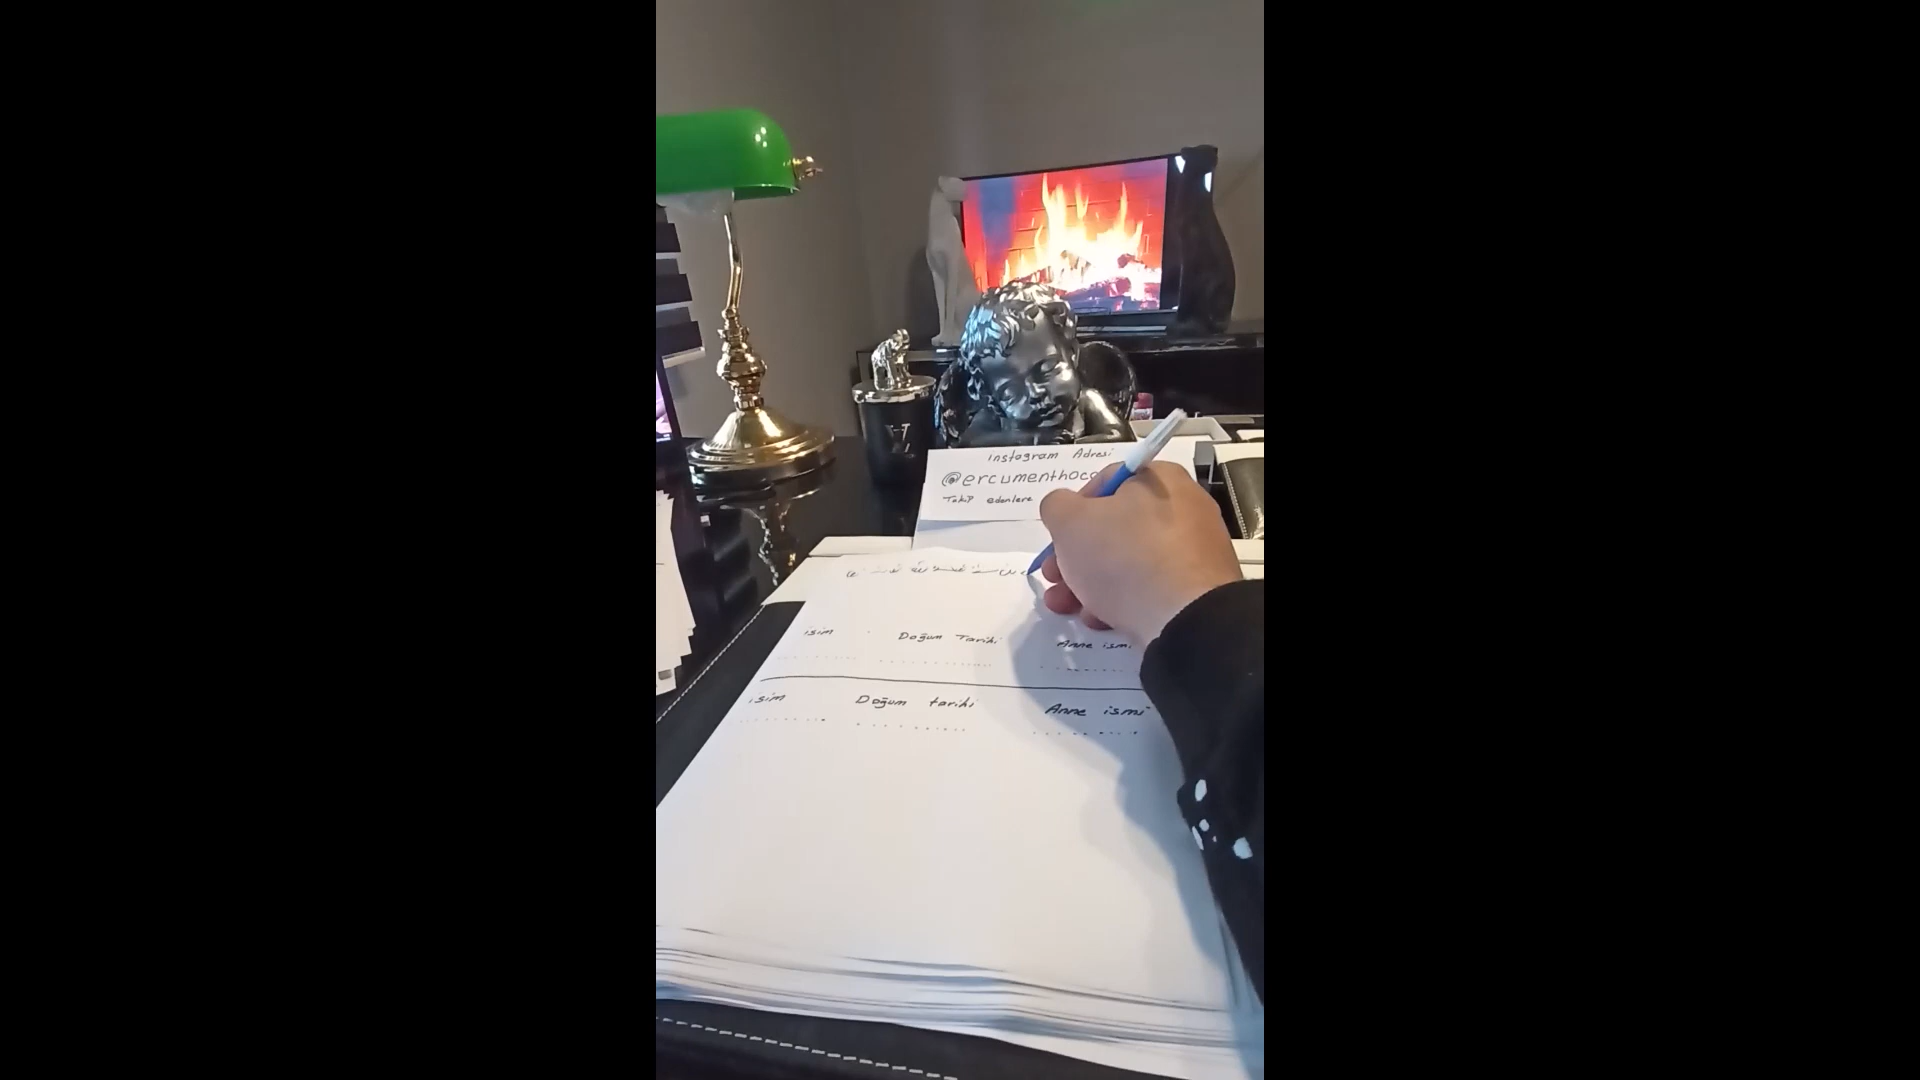 instagram Adresi
@ercumenthoca
Takip edenlere
isim Doğum Tarihi Anne ismi
isim Doğum tarihi Anne ismi